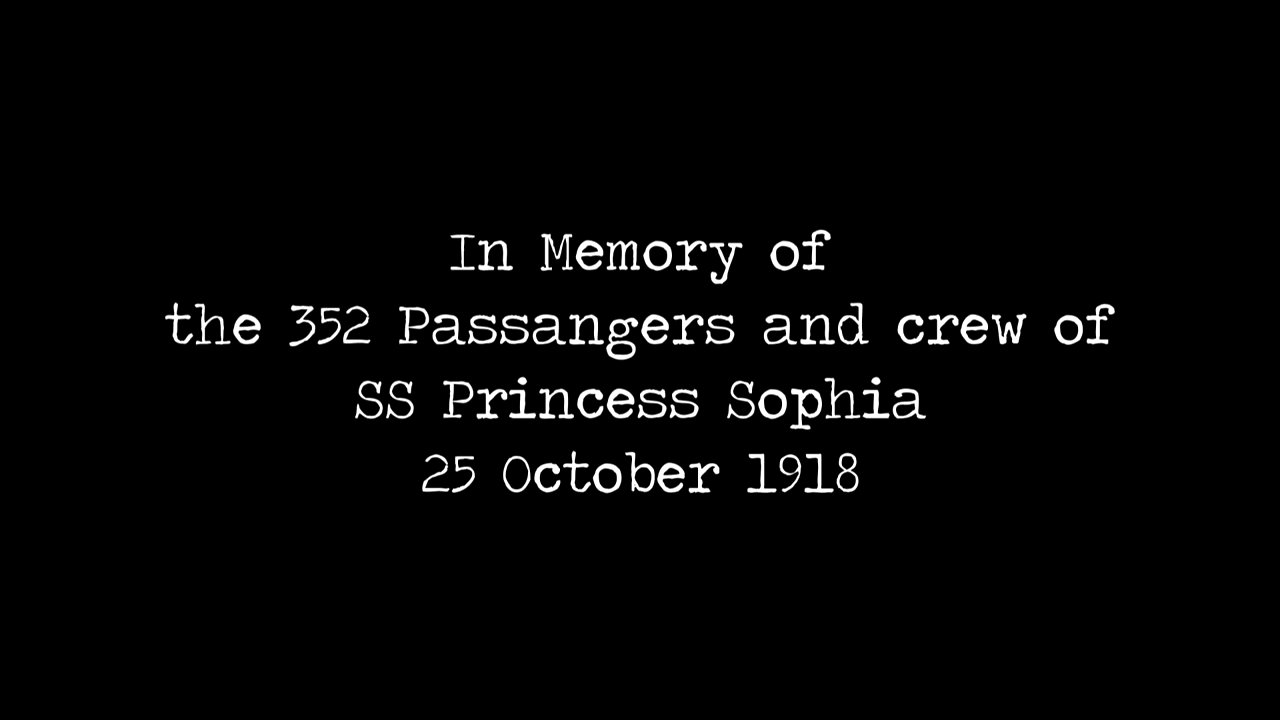 In Memory of
the 352 Passangers and crew of
SS Princess Sophia
25 October 1918